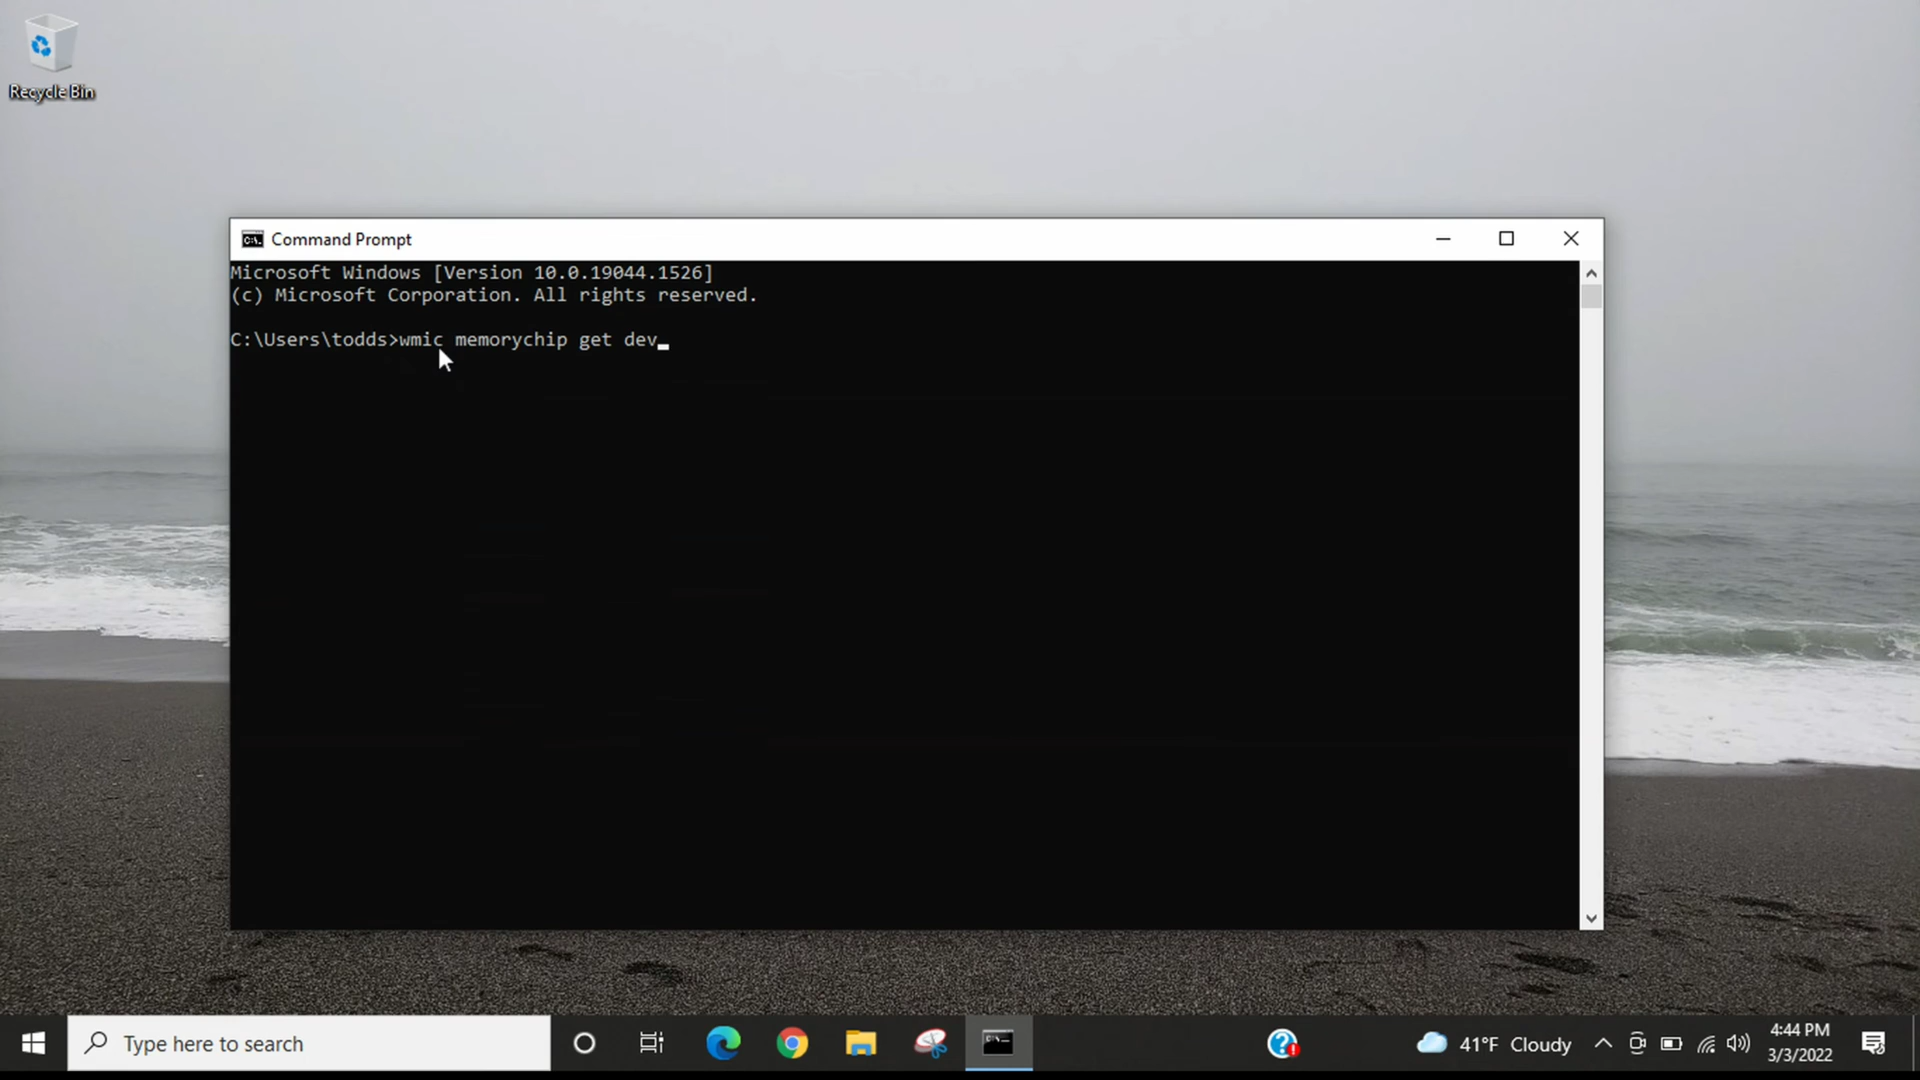 Recycle Bin
Command Prompt
Microsoft Windows [Version 10.0.19044.1526]
(c) Microsoft Corporation. All rights reserved.
C:\Users\todds>wmic memorychip get dev_
Type here to search
41°F Cloudy
4:44 PM
3/3/2022